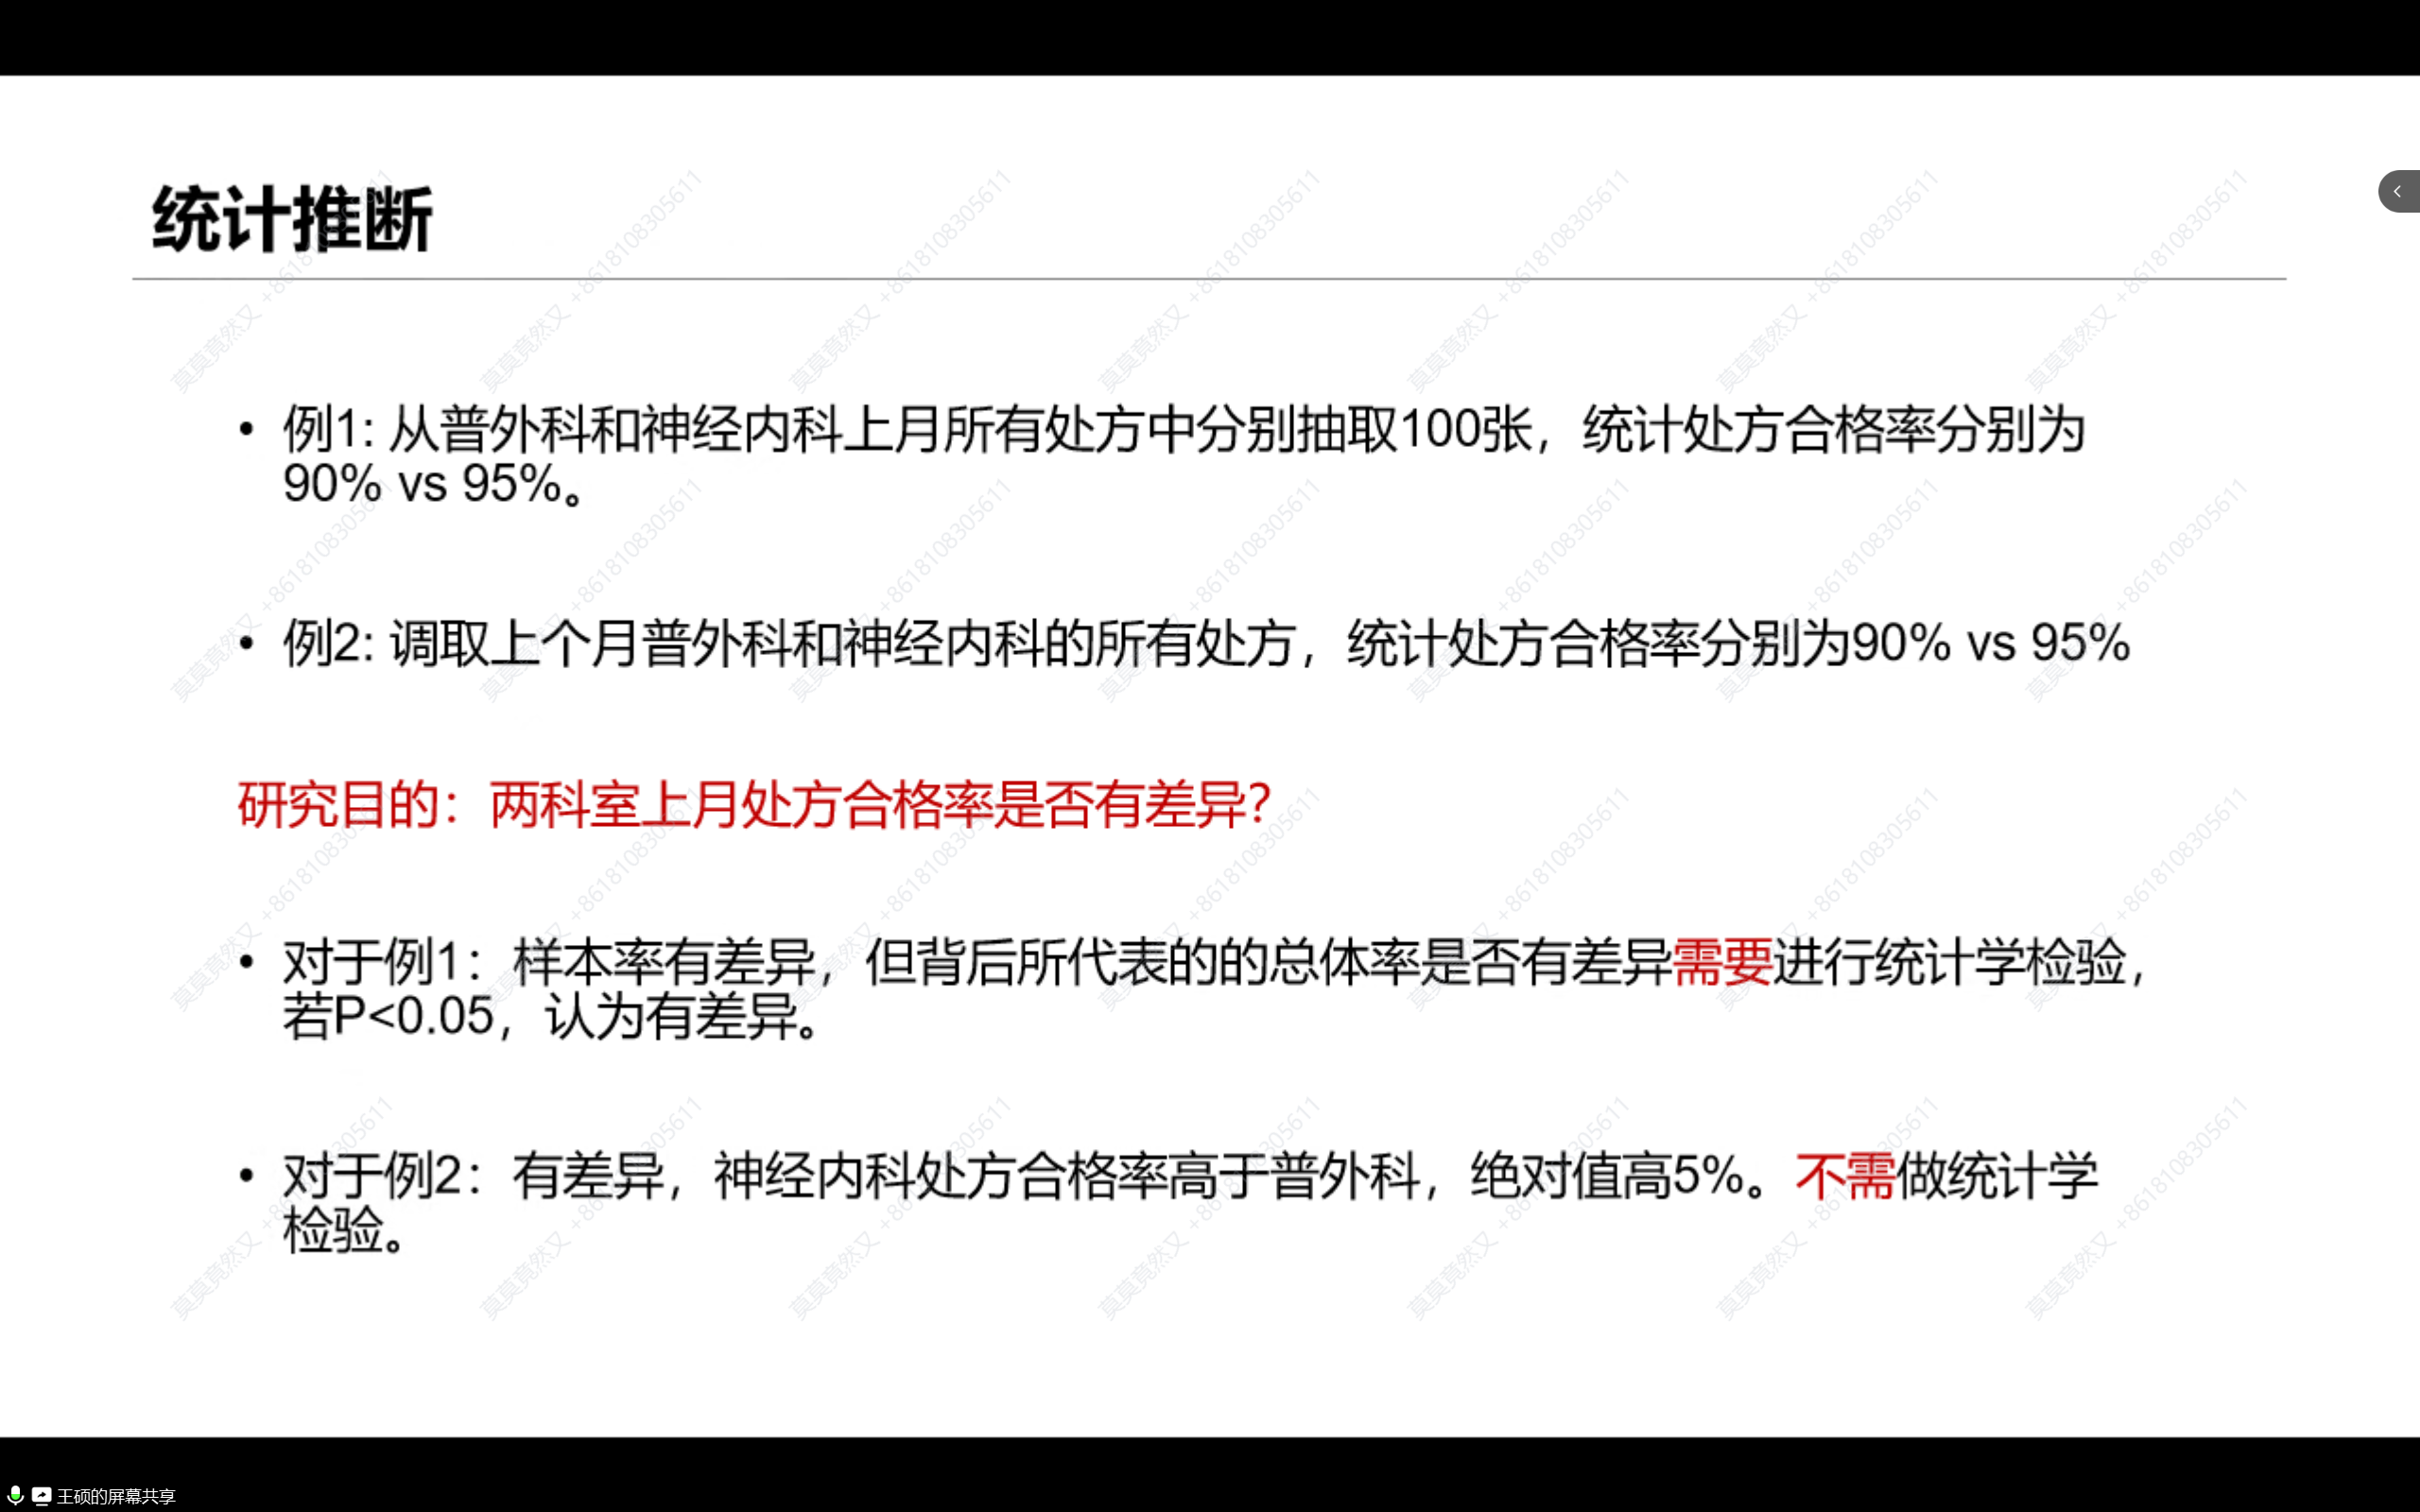 统计推断
• 例1: 从普外科和神经内科上月所有处方中分别抽取100张，统计处方合格率分别为
90% vs 95%。
• 例2: 调取上个月普外科和神经内科的所有处方，统计处方合格率分别为90% vs 95%
研究目的：两科室上月处方合格率是否有差异？
• 对于例1：样本率有差异，但背后所代表的的总体率是否有差异需要进行统计学检验，
若P<0.05，认为有差异。
• 对于例2：有差异，神经内科处方合格率高于普外科，绝对值高5%。不需做统计学
检验。
莫莫竟然又 +8618108305611
王硕的屏幕共享